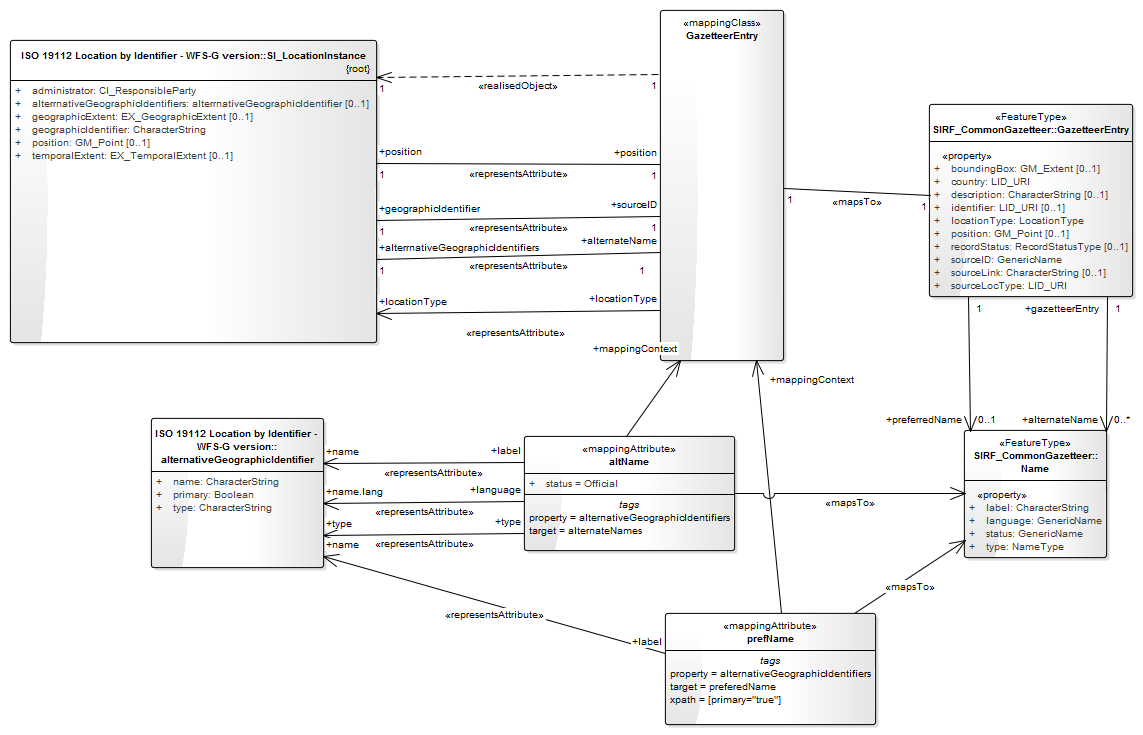 ISO 19112 Location by Identifier - WFS-G version::SI_LocationInstance
{root}
+ administrator: CI_ResponsibleParty
+ alternativeGeographicIdentifiers: alternativeGeographicIdentifier [0..1]
+ geographicExtent: EX_GeographicExtent [0..1]
+ geographicIdentifier: CharacterString
+ position: GM_Point [0..1]
+ temporalExtent: EX_TemporalExtent [0..1]
«mappingClass»
GazetteerEntry
1
«realisedObject»
1
+position
+position
1
«representsAttribute»
1
+geographicIdentifier
+sourceID
1
«representsAttribute»
1
+alterrnativeGeographicIdentifiers
+alternateName
1
«representsAttribute»
1
+locationType
+locationType
«representsAttribute»
+mappingContext
+mappingContext
1
«mapsTo»
1
«FeatureType»
SIRF_CommonGazetteer::GazetteerEntry
«property»
+ boundingBox: GM_Extent [0..1]
+ country: LID_URI
+ description: CharacterString [0..1]
+ identifier: LID_URI [0..1]
+ locationType: LocationType
+ position: GM_Point [0..1]
+ recordStatus: RecordStatusType [0..1]
+ sourceID: GenericName
+ sourceLink: CharacterString [0..1]
+ sourceLocType: LID_URI
1
+gazetteerEntry
1
+preferredName
0..1
+alternateName
0..*
«FeatureType»
SIRF_CommonGazetteer::
Name
«property»
+ label: CharacterString
+ language: GenericName
+ status: GenericName
+ type: NameType
ISO 19112 Location by Identifier -
WFS-G version::
alternativeGeographicIdentifier
+ name: CharacterString
+ primary: Boolean
+ type: CharacterString
+name
+label
«representsAttribute»
+name.lang
+language
«representsAttribute»
+type
+type
+name
«representsAttribute»
«mappingAttribute»
altName
+ status = Official
tags
property = alternativeGeographicIdentifiers
target = alternateNames
«mapsTo»
«mapsTo»
«representsAttribute»
+label
«mappingAttribute»
prefName
tags
property = alternativeGeographicIdentifiers
target = preferedName
xpath = [primary="true"]